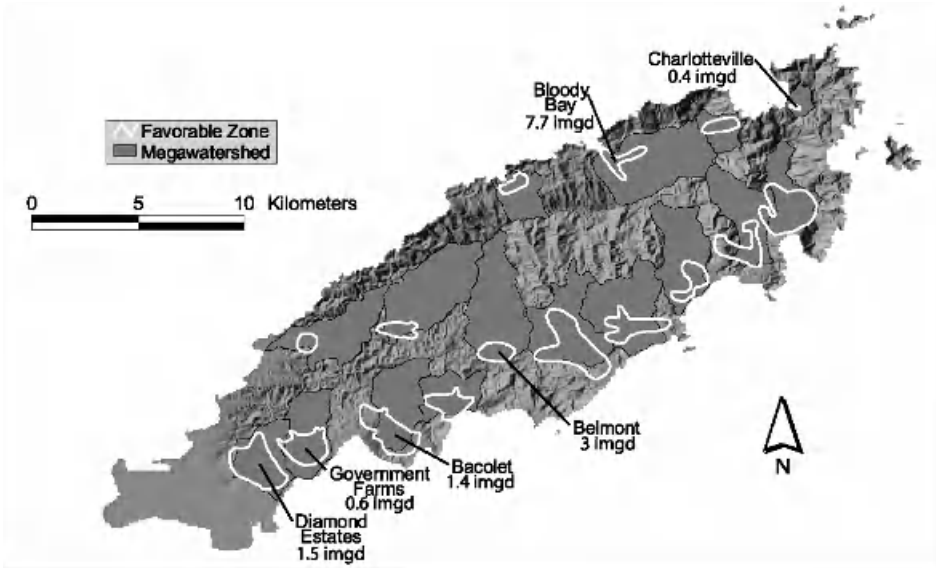 Charlotteville
0.4 imgd
Bloody
Bay
7.7 imgd
Favorable Zone
Megawatershed
0 5 10 Kilometers
Belmont
3 imgd
N
Bacolet
1.4 imgd
Government
Farms
0.6 imgd
Diamond
Estates
1.5 imgd